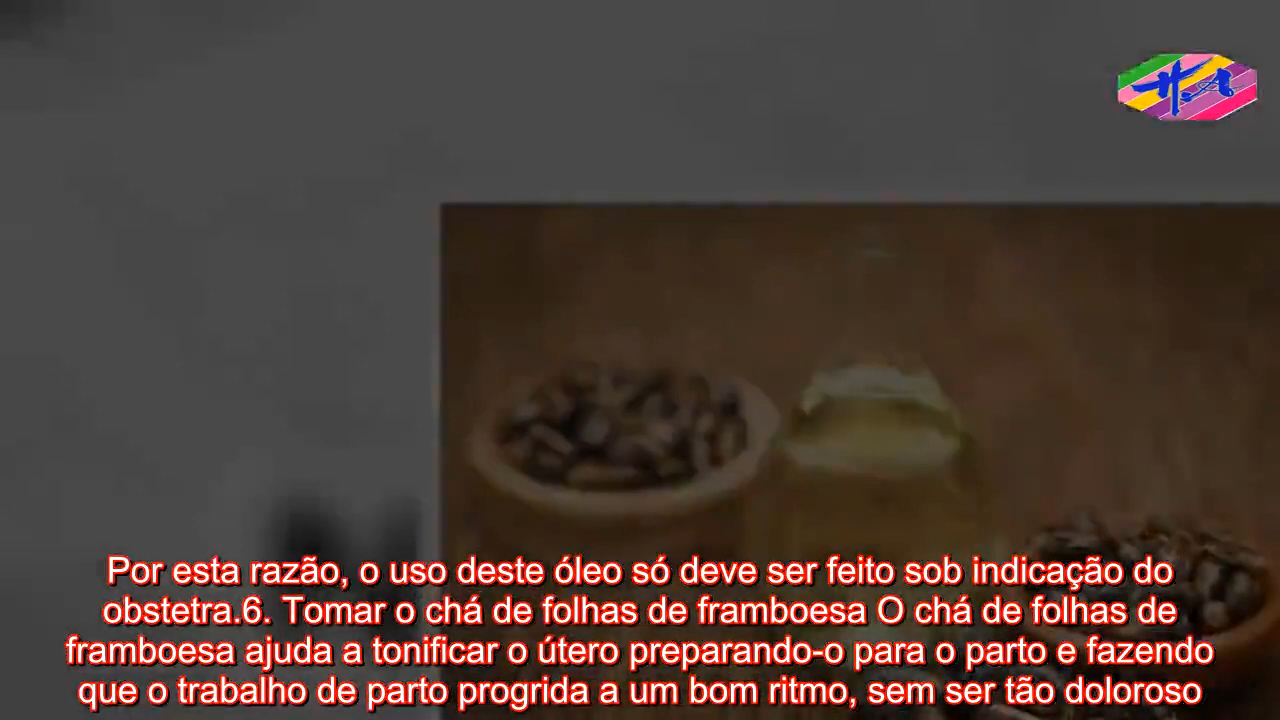 HA
Por esta razão, o uso deste óleo só deve ser feito sob indicação do
obstetra.6. Tomar o chá de folhas de framboesa O chá de folhas de
framboesa ajuda a tonificar o útero preparando-o para o parto e fazendo
que o trabalho de parto progrida a um bom ritmo, sem ser tão doloroso